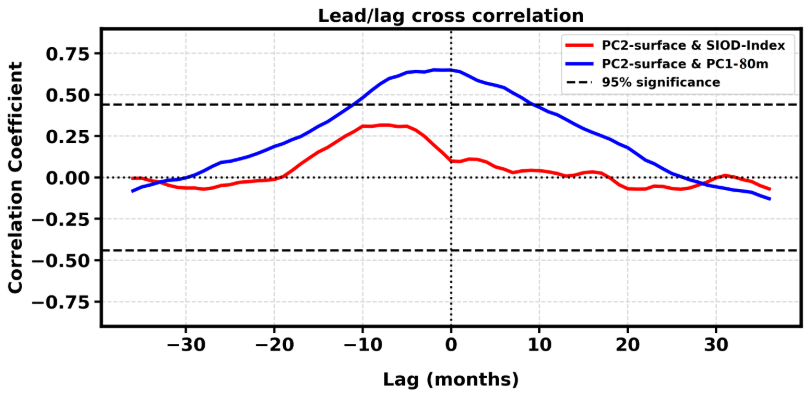 Lead/lag cross correlation
PC2-surface & SIOD-Index
PC2-surface & PC1-80m
95% significance
Correlation Coefficient
0.75
0.50
0.25
0.00
−0.25
−0.50
−0.75
−30 −20 −10 0 10 20 30
Lag (months)